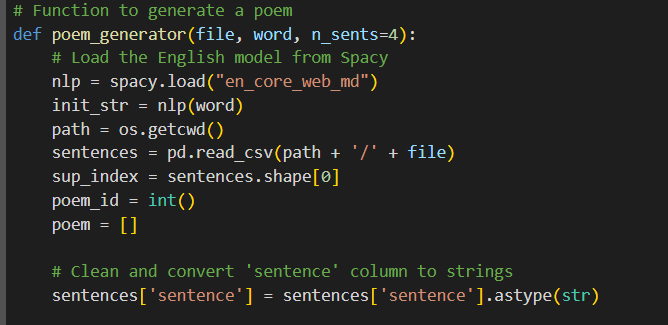 # Function to generate a poem
def poem_generator(file, word, n_sents=4):
    # Load the English model from Spacy
    nlp = spacy.load("en_core_web_md")
    init_str = nlp(word)
    path = os.getcwd()
    sentences = pd.read_csv(path + '/' + file)
    sup_index = sentences.shape[0]
    poem_id = int()
    poem = []

    # Clean and convert 'sentence' column to strings
    sentences['sentence'] = sentences['sentence'].astype(str)